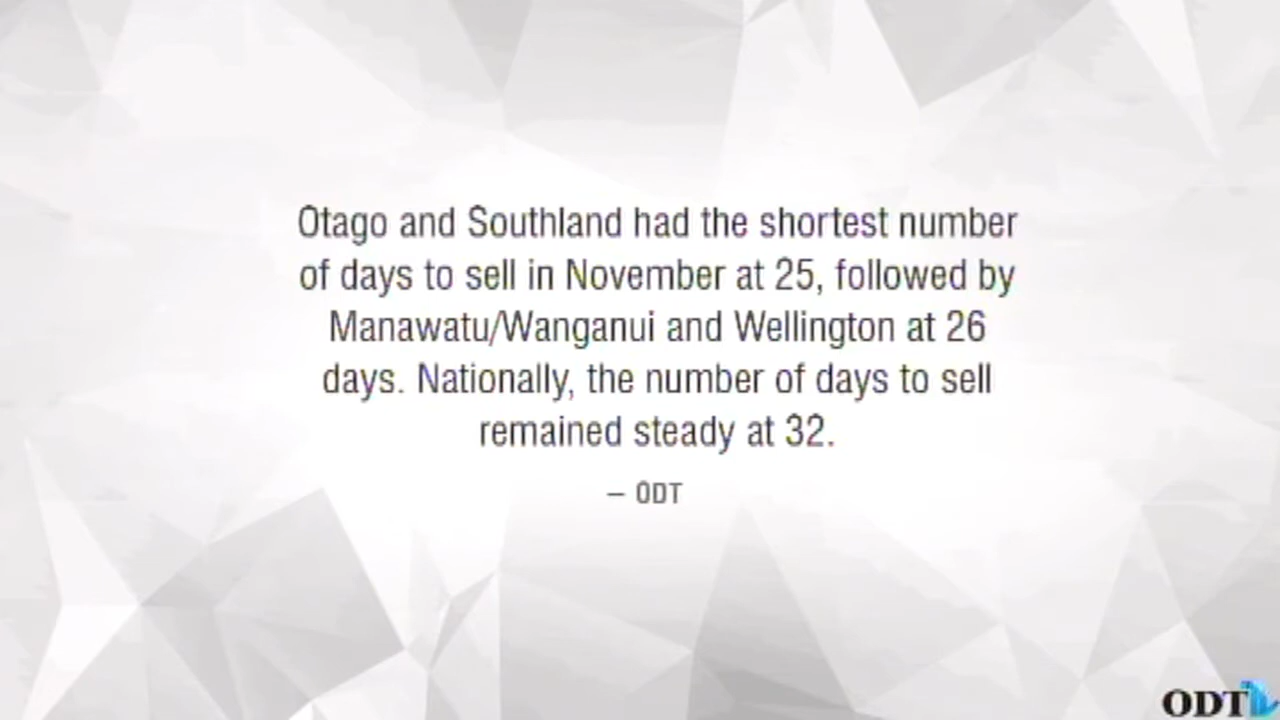 Otago and Southland had the shortest number
of days to sell in November at 25, followed by
Manawatu/Wanganui and Wellington at 26
days. Nationally, the number of days to sell
remained steady at 32.
– ODT
ODT